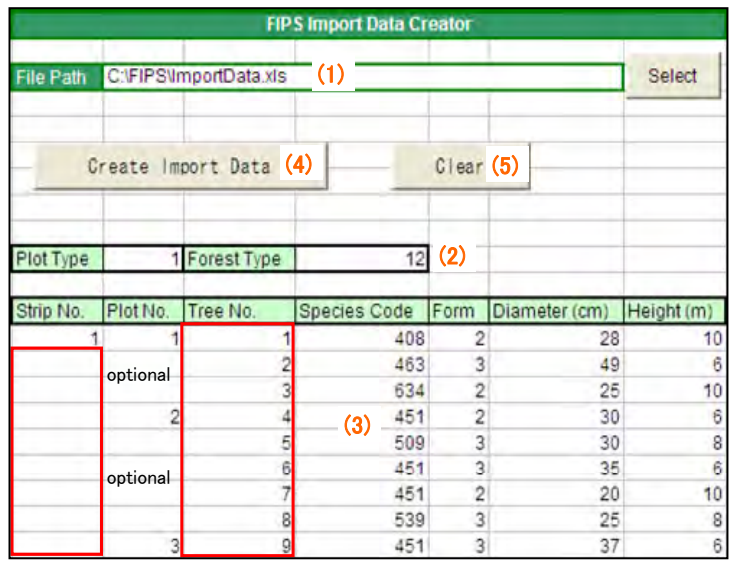 FIPS Import Data Creator
File Path C:\FIPS\ImportData.xls (1) Select
Create Import Data (4) Clear (5)
Plot Type 1 Forest Type 12 (2)
Strip No. Plot No. Tree No. Species Code Form Diameter (cm) Height (m)
1 1 1 408 2 28 10
optional 2 463 3 49 6
3 634 2 25 10
2 4 (3) 451 2 30 6
5 509 3 30 8
optional 6 451 3 35 6
7 451 2 20 10
8 539 3 25 8
3 9 451 3 37 6